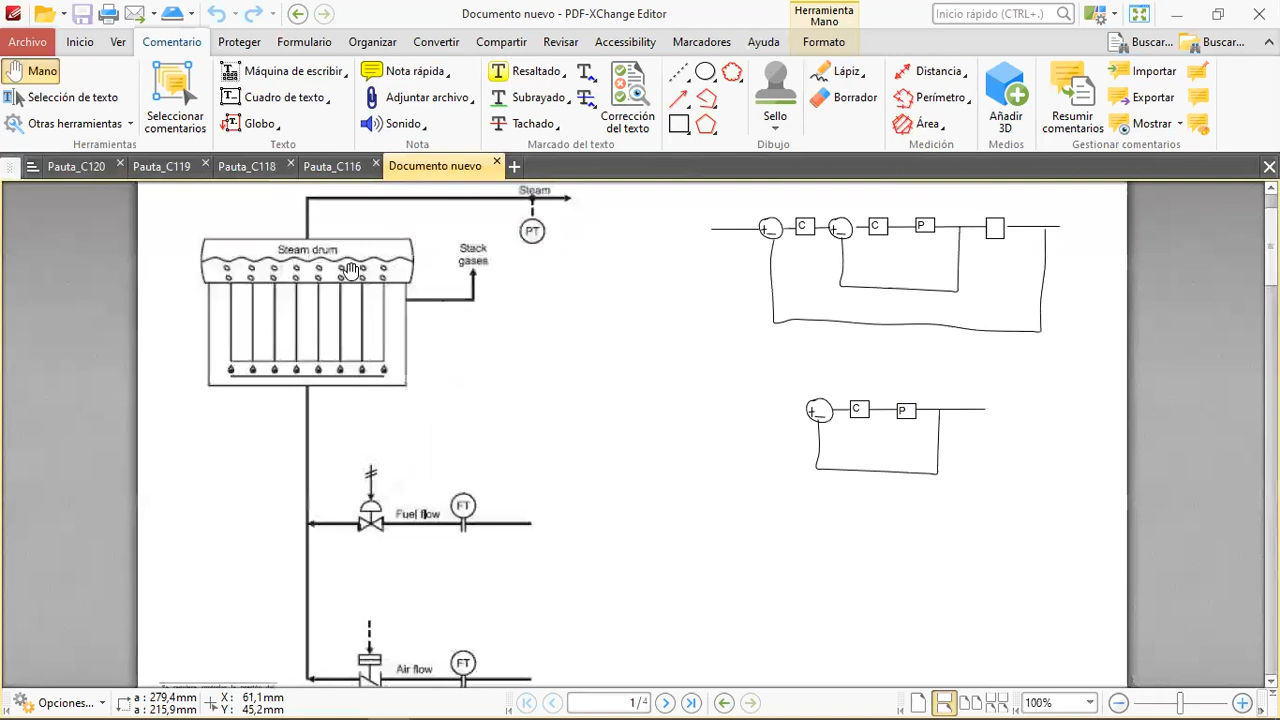 Documento nuevo - PDF-XChange Editor
Herramienta
Mano
Inicio rápido (CTRL+.)
Archivo
Inicio
Ver
Comentario
Proteger
Formulario
Organizar
Convertir
Compartir
Revisar
Accessibility
Marcadores
Ayuda
Formato
Buscar...
Buscar...
Mano
Selección de texto
Otras herramientas
Herramientas
Seleccionar
comentarios
Máquina de escribir
Cuadro de texto
Globo
Texto
Nota rápida
Adjuntar archivo
Sonido
Nota
Resaltado
Subrayado
Tachado
Marcado del texto
Corrección
del texto
Dibujo
Sello
Lápiz
Borrador
Distancia
Perímetro
Área
Medición
Añadir
3D
Medios
Resumir
comentarios
Importar
Exportar
Mostrar
Gestionar comentarios
Pauta_C120
Pauta_C119
Pauta_C118
Pauta_C116
Documento nuevo
Steam
PT
Steam drum
Stack
gases
C
C
P
C
P
Fuel flow
FT
Air flow
FT
Opciones...
a : 279,4mm
a : 215,9mm
X : 61,1mm
Y : 45,2mm
1/4
100%